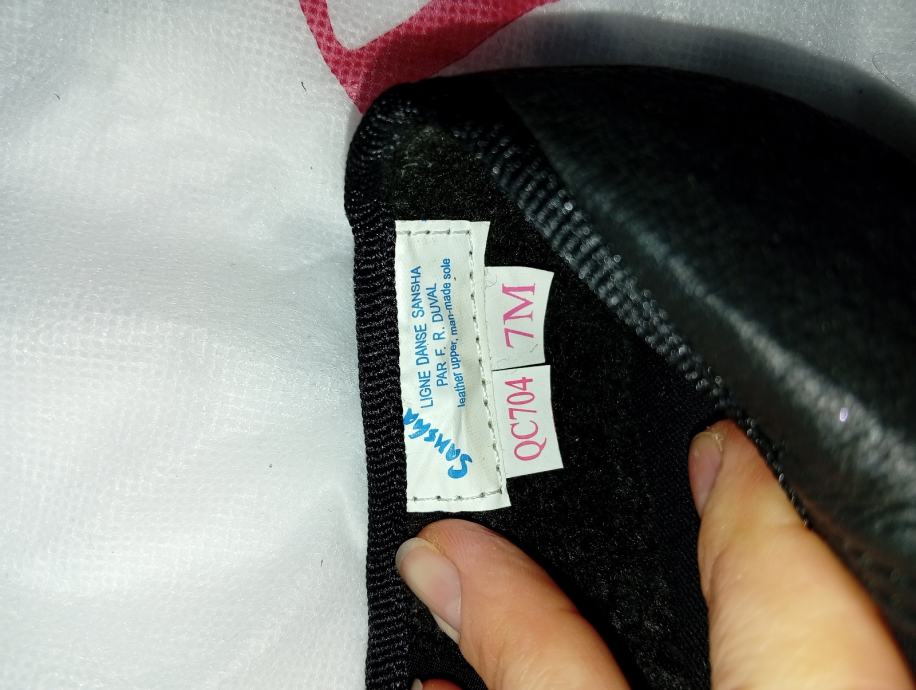 Sansha
LIGNE DANSE SANSHA
PAR F. R. DUVAL
leather upper, man-made sole
QC704
7M